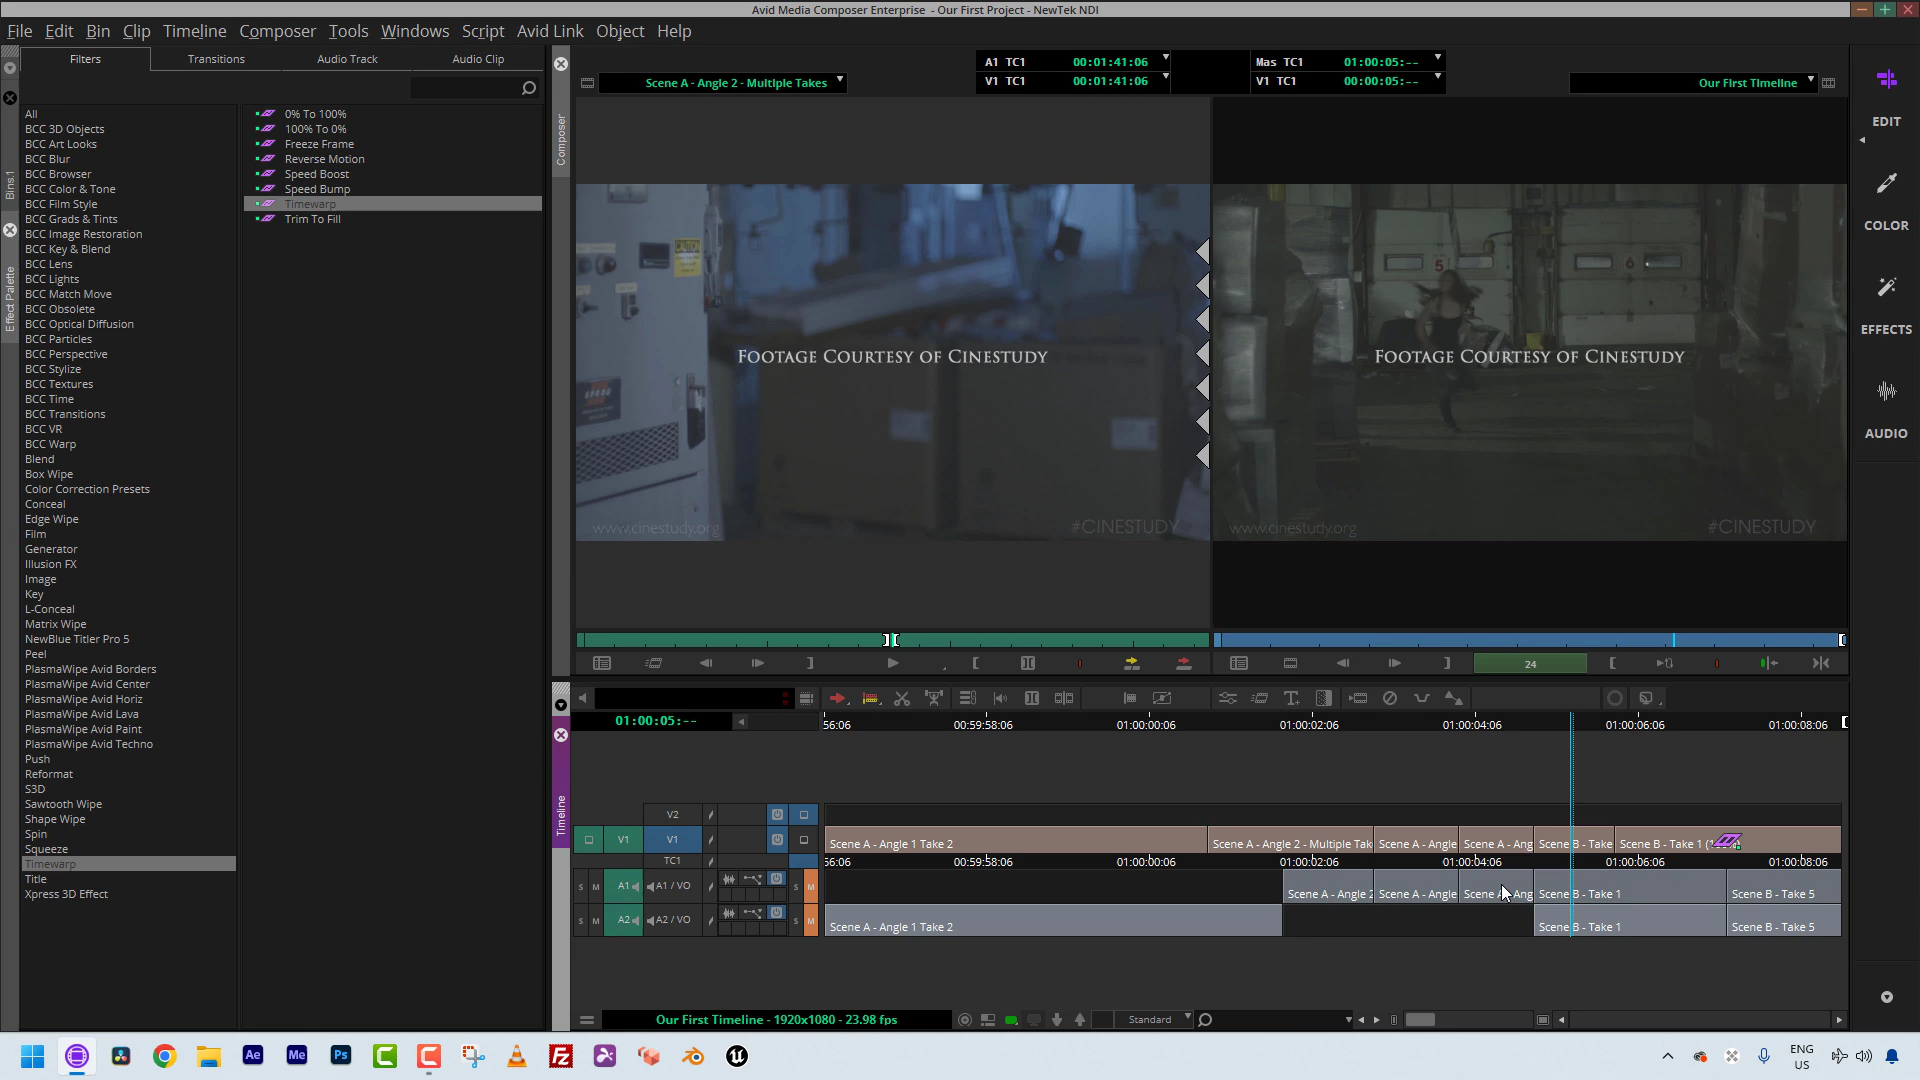 Avid Media Composer Enterprise - Our First Project - NewTek NDI
File Edit Bin Clip Timeline Composer Tools Windows Script Avid Link Object Help
Filters Transitions Audio Track Audio Clip
Bins.1
Effect Palette
All
BCC 3D Objects
BCC Art Looks
BCC Blur
BCC Browser
BCC Color & Tone
BCC Film Style
BCC Grads & Tints
BCC Image Restoration
BCC Key & Blend
BCC Lens
BCC Lights
BCC Match Move
BCC Obsolete
BCC Optical Diffusion
BCC Particles
BCC Perspective
BCC Stylize
BCC Textures
BCC Time
BCC Transitions
BCC VR
BCC Warp
Blend
Box Wipe
Color Correction Presets
Conceal
Edge Wipe
Film
Generator
Illusion FX
Image
Key
L-Conceal
Matrix Wipe
NewBlue Titler Pro 5
Peel
PlasmaWipe Avid Borders
PlasmaWipe Avid Center
PlasmaWipe Avid Horiz
PlasmaWipe Avid Lava
PlasmaWipe Avid Paint
PlasmaWipe Avid Techno
Push
Reformat
S3D
Sawtooth Wipe
Shape Wipe
Spin
Squeeze
Timewarp
Title
Xpress 3D Effect
0% To 100%
100% To 0%
Freeze Frame
Reverse Motion
Speed Boost
Speed Bump
Timewarp
Trim To Fill
Composer
Scene A - Angle 2 - Multiple Takes
A1 TC1 00:01:41:06
V1 TC1 00:01:41:06
Mas TC1 01:00:05:--
V1 TC1 00:00:05:--
Our First Timeline
Footage Courtesy of Cinestudy
www.cinestudy.org #CINESTUDY
5 6
Footage Courtesy of Cinestudy
www.cinestudy.org #CINESTUDY
24
EDIT
COLOR
EFFECTS
AUDIO
Timeline
01:00:05:--
56:06 00:59:58:06 01:00:00:06 01:00:02:06 01:00:04:06 01:00:06:06 01:00:08:06
V2
V1 V1 Scene A - Angle 1 Take 2 Scene A - Angle 2 - Multiple Tak Scene A - Angle Scene A - Ang Scene B - Take Scene B - Take 1 (
TC1 56:06 00:59:58:06 01:00:00:06 01:00:02:06 01:00:04:06 01:00:06:06 01:00:08:06
S M A1 A1 / VO S M Scene A - Angle 2 Scene A - Angle Scene A - Ang Scene B - Take 1 Scene B - Take 5
S M A2 A2 / VO S M Scene A - Angle 1 Take 2 Scene B - Take 1 Scene B - Take 5
Our First Timeline - 1920x1080 - 23.98 fps Standard
Ae Me Ps C C Fz
ENG
US